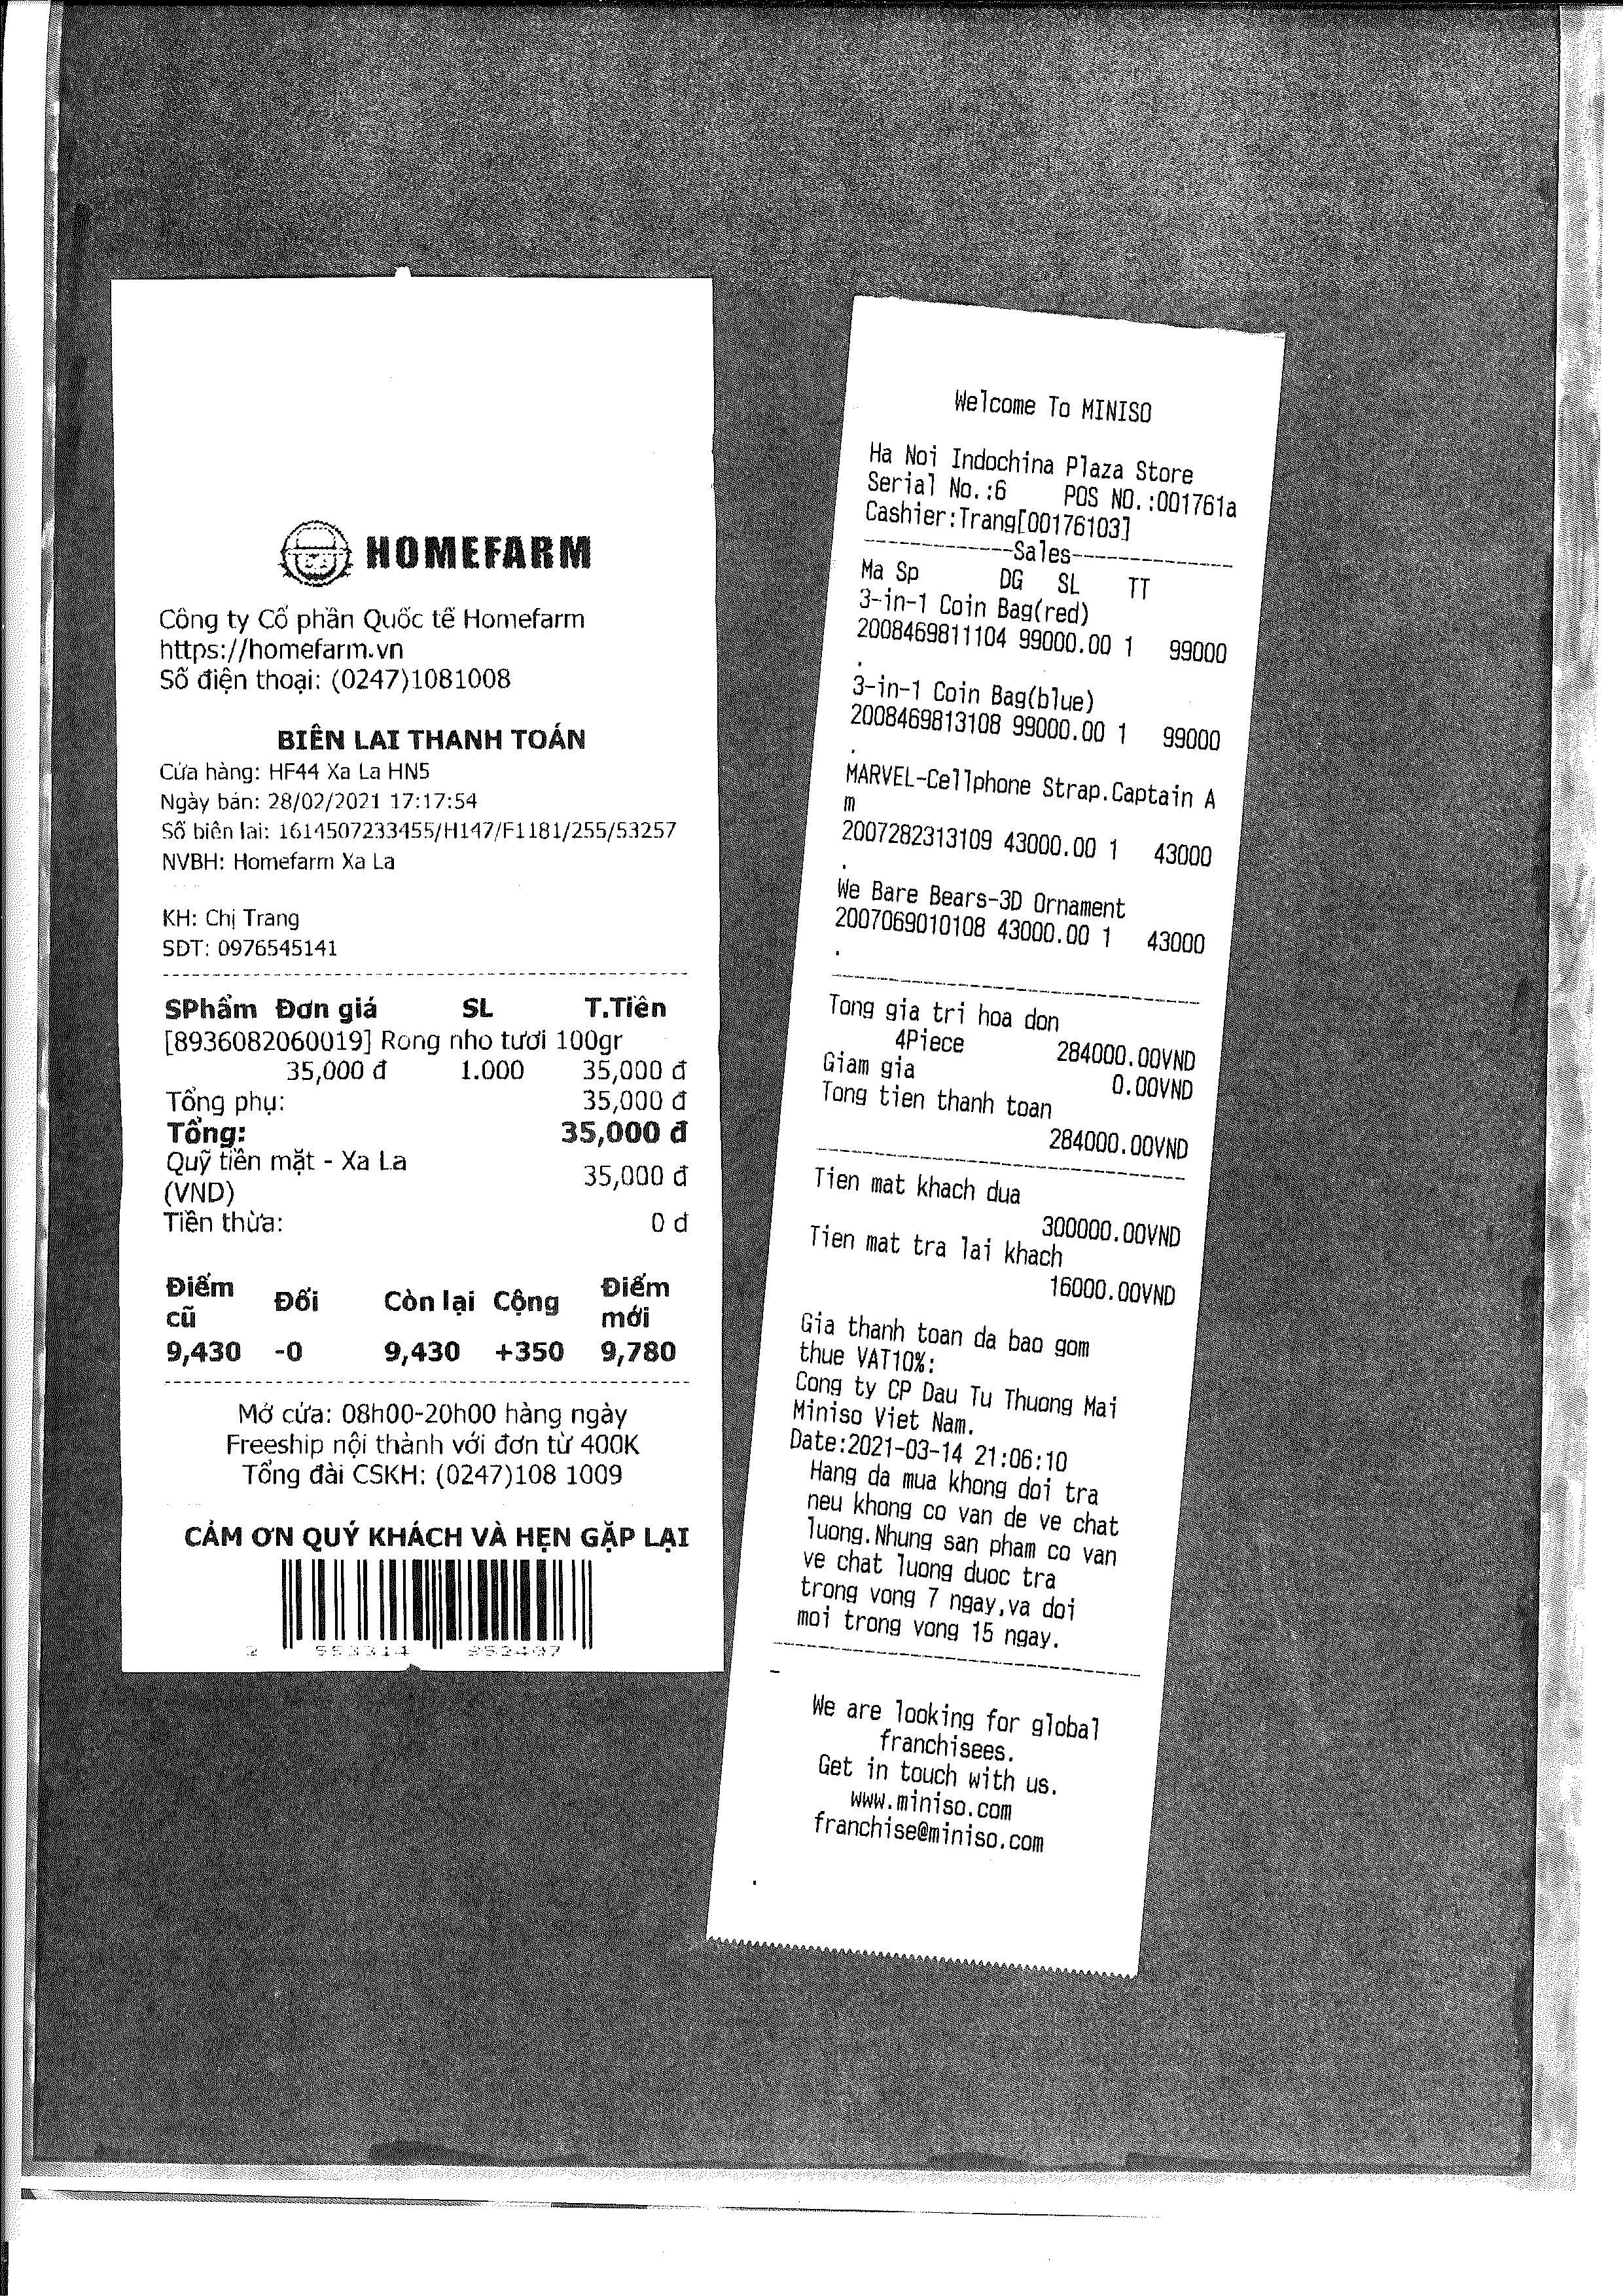 HOMEFARM
Công ty Cổ phần Quốc tế Homefarm
https://homefarm.vn
Số điện thoại: (0247)1081008
BIÊN LAI THANH TOÁN
Cửa hàng: HF44 Xa La HN5
Ngày bán: 28/02/2021 17:17:54
Số biên lai: 1614507233455/H147/F1181/255/53257
NVBH: Homefarm Xa La
KH: Chị Trang
SDT: 0976545141
SPhẩm Đơn giá SL T.Tiền
[8936082060019] Rong nho tươi 100gr
35,000 đ 1.000 35,000 đ
Tổng phụ: 35,000 đ
Tổng: 35,000 đ
Quỹ tiền mặt - Xa La
(VND) 35,000 đ
Tiền thừa: 0 đ
Điểm cũ Đổi Còn lại Cộng Điểm mới
9,430 -0 9,430 +350 9,780
Mở cửa: 08h00-20h00 hàng ngày
Freeship nội thành với đơn từ 400K
Tổng đài CSKH: (0247)108 1009
CẢM ƠN QUÝ KHÁCH VÀ HẸN GẶP LẠI
Welcome To MINISO
Ha Noi Indochina Plaza Store
Serial No.:6 POS NO.:001761a
Cashier:Trang[00176103]
-------------Sales--------------
Ma Sp DG SL TT
3-in-1 Coin Bag(red)
2008469811104 99000.00 1 99000
.
3-in-1 Coin Bag(blue)
2008469813108 99000.00 1 99000
.
MARVEL-Cellphone Strap.Captain A
m
2007282313109 43000.00 1 43000
.
We Bare Bears-3D Ornament
2007069010108 43000.00 1 43000
.
Tong gia tri hoa don
4Piece 284000.00VND
Giam gia 0.00VND
Tong tien thanh toan
284000.00VND
Tien mat khach dua
300000.00VND
Tien mat tra lai khach
16000.00VND
Gia thanh toan da bao gom
thue VAT10%:
Cong ty CP Dau Tu Thuong Mai
Miniso Viet Nam.
Date:2021-03-14 21:06:10
Hang da mua khong doi tra
neu khong co van de ve chat
luong.Nhung san pham co van
ve chat luong duoc tra
trong vong 7 ngay,va doi
moi trong vong 15 ngay.
We are looking for global
franchisees.
Get in touch with us.
www.miniso.com
franchise@miniso.com